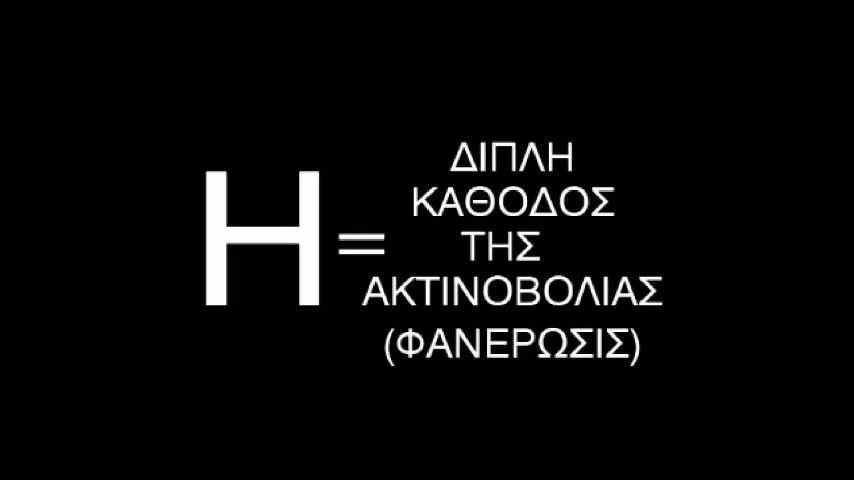 Η =
ΔΙΠΛΗ
ΚΑΘΟΔΟΣ
ΤΗΣ
ΑΚΤΙΝΟΒΟΛΙΑΣ
(ΦΑΝΕΡΩΣΙΣ)